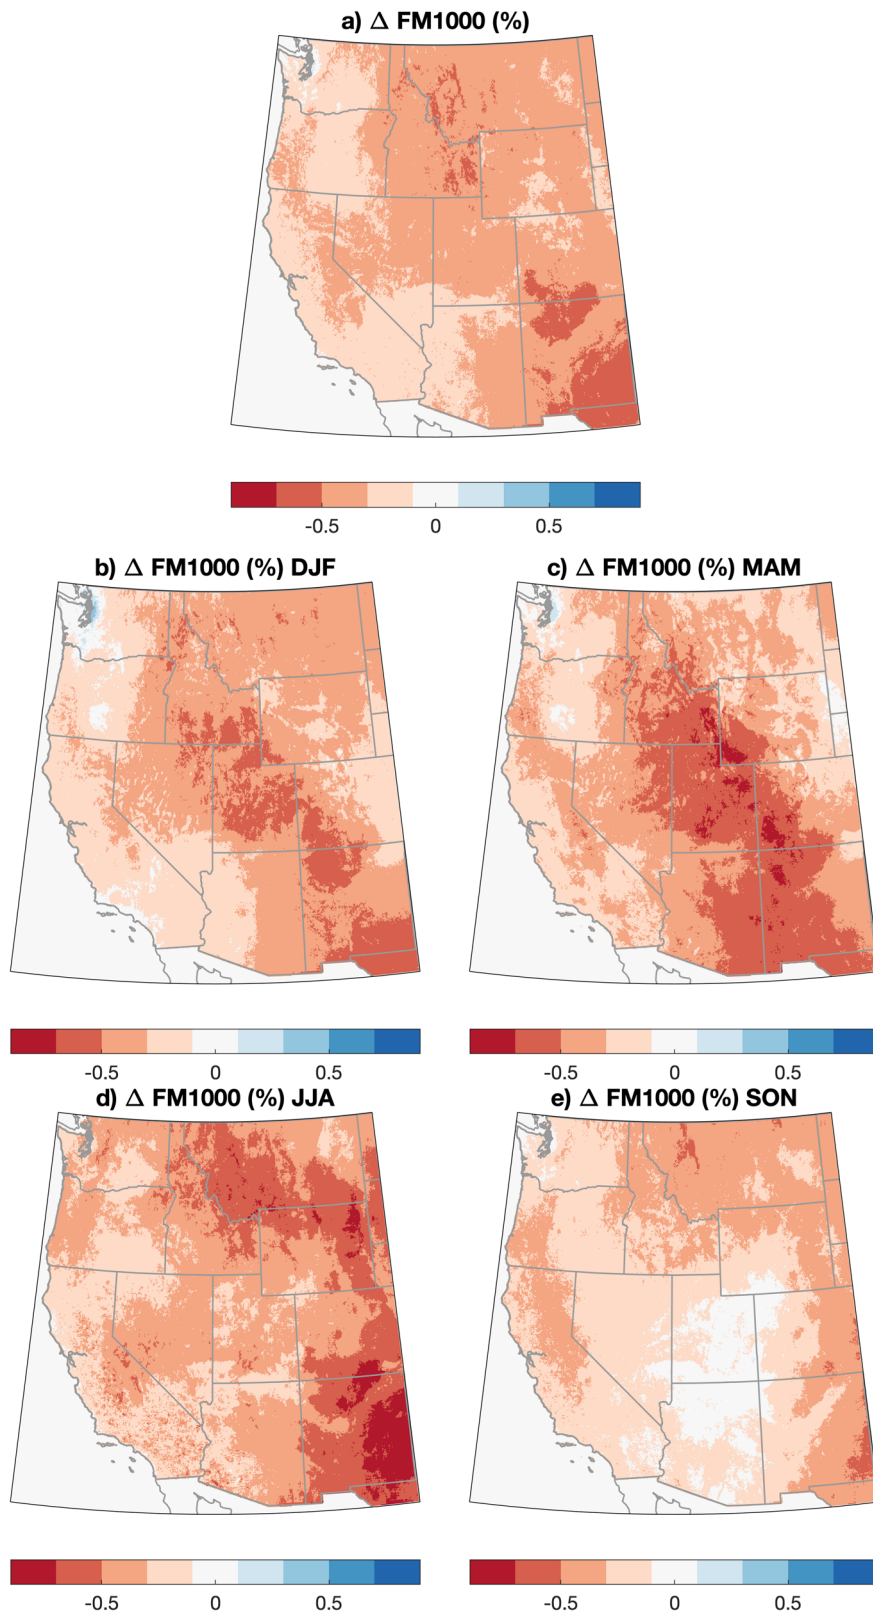 a) Δ FM1000 (%)
-0.5 0 0.5
b) Δ FM1000 (%) DJF
c) Δ FM1000 (%) MAM
-0.5 0 0.5
-0.5 0 0.5
d) Δ FM1000 (%) JJA
e) Δ FM1000 (%) SON
-0.5 0 0.5
-0.5 0 0.5